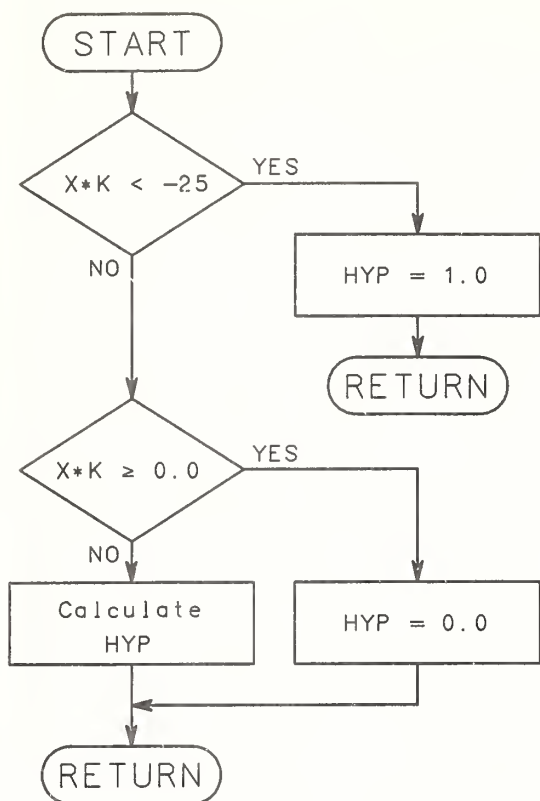 START
X*K < -25
YES
NO
HYP = 1.0
RETURN
X*K ≥ 0.0
YES
NO
Calculate
HYP
HYP = 0.0
RETURN